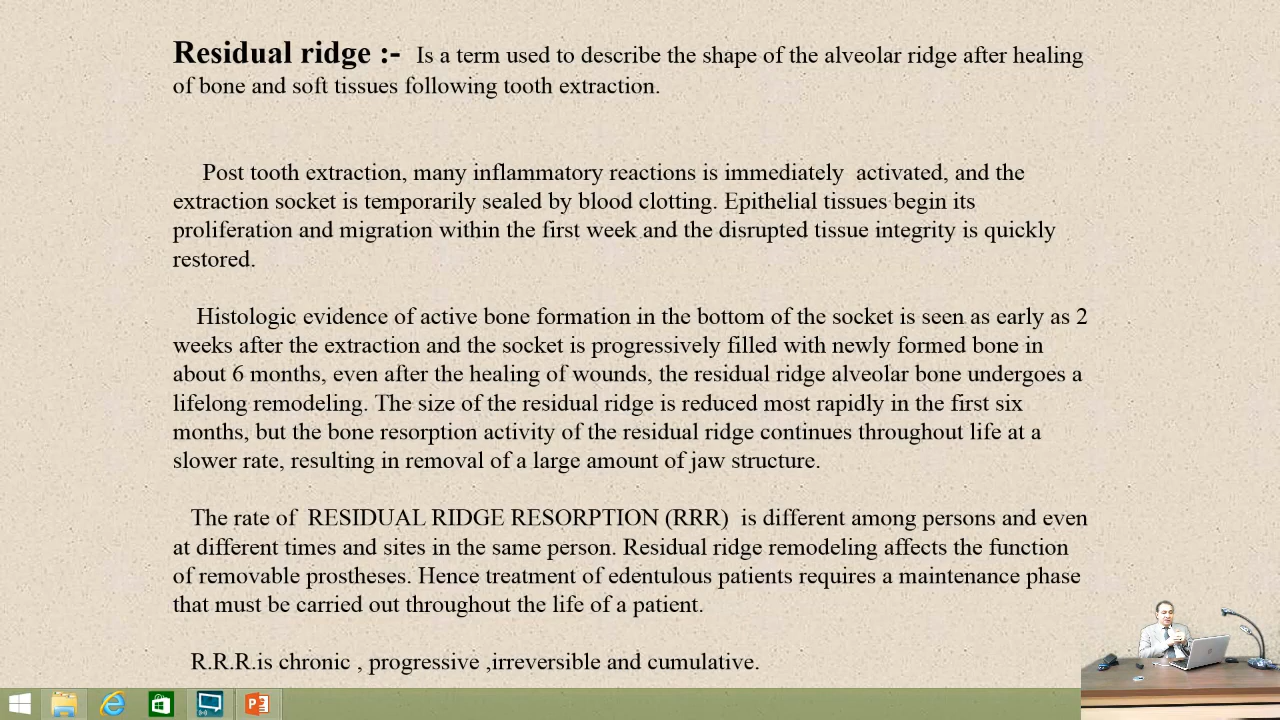 Residual ridge :- Is a term used to describe the shape of the alveolar ridge after healing
of bone and soft tissues following tooth extraction.
Post tooth extraction, many inflammatory reactions is immediately activated, and the
extraction socket is temporarily sealed by blood clotting. Epithelial tissues begin its
proliferation and migration within the first week and the disrupted tissue integrity is quickly
restored.
Histologic evidence of active bone formation in the bottom of the socket is seen as early as 2
weeks after the extraction and the socket is progressively filled with newly formed bone in
about 6 months, even after the healing of wounds, the residual ridge alveolar bone undergoes a
lifelong remodeling. The size of the residual ridge is reduced most rapidly in the first six
months, but the bone resorption activity of the residual ridge continues throughout life at a
slower rate, resulting in removal of a large amount of jaw structure.
The rate of RESIDUAL RIDGE RESORPTION (RRR) is different among persons and even
at different times and sites in the same person. Residual ridge remodeling affects the function
of removable prostheses. Hence treatment of edentulous patients requires a maintenance phase
that must be carried out throughout the life of a patient.
R.R.R.is chronic , progressive ,irreversible and cumulative.